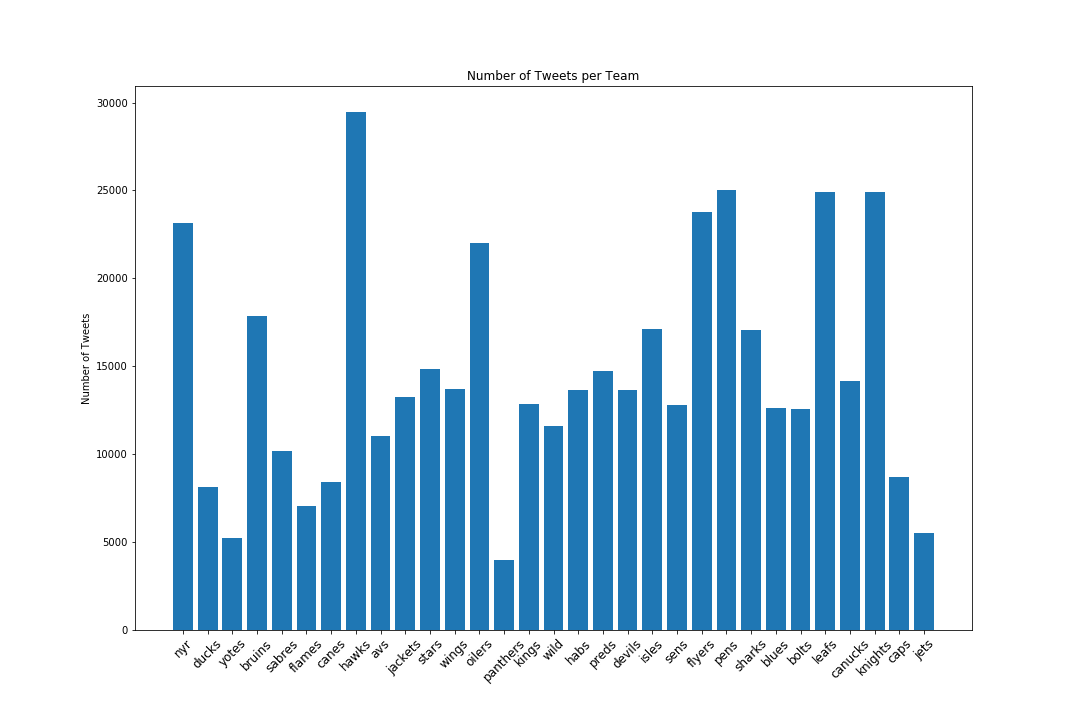 Number of Tweets per Team
30000
25000
20000
15000
10000
5000
0
Number of Tweets
nyr
ducks
yotes
bruins
sabres
flames
canes
hawks
avs
jackets
stars
wings
oilers
panthers
kings
wild
habs
preds
devils
isles
sens
flyers
pens
sharks
blues
bolts
leafs
canucks
knights
caps
jets